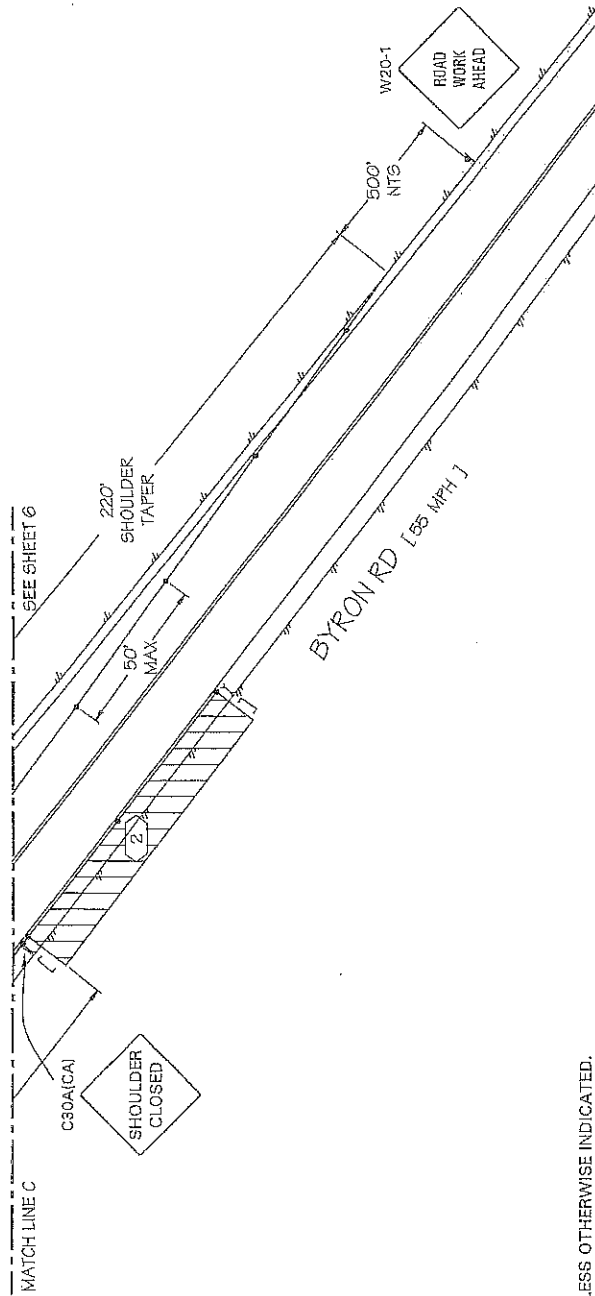 W20-1
ROAD
WORK
AHEAD
500'
NTS
220'
SHOULDER
TAPER
SEE SHEET 6
50'
MAX
BYRON RD [55 MPH]
2
C30A(CA)
SHOULDER
CLOSED
MATCH LINE C
LESS OTHERWISE INDICATED.